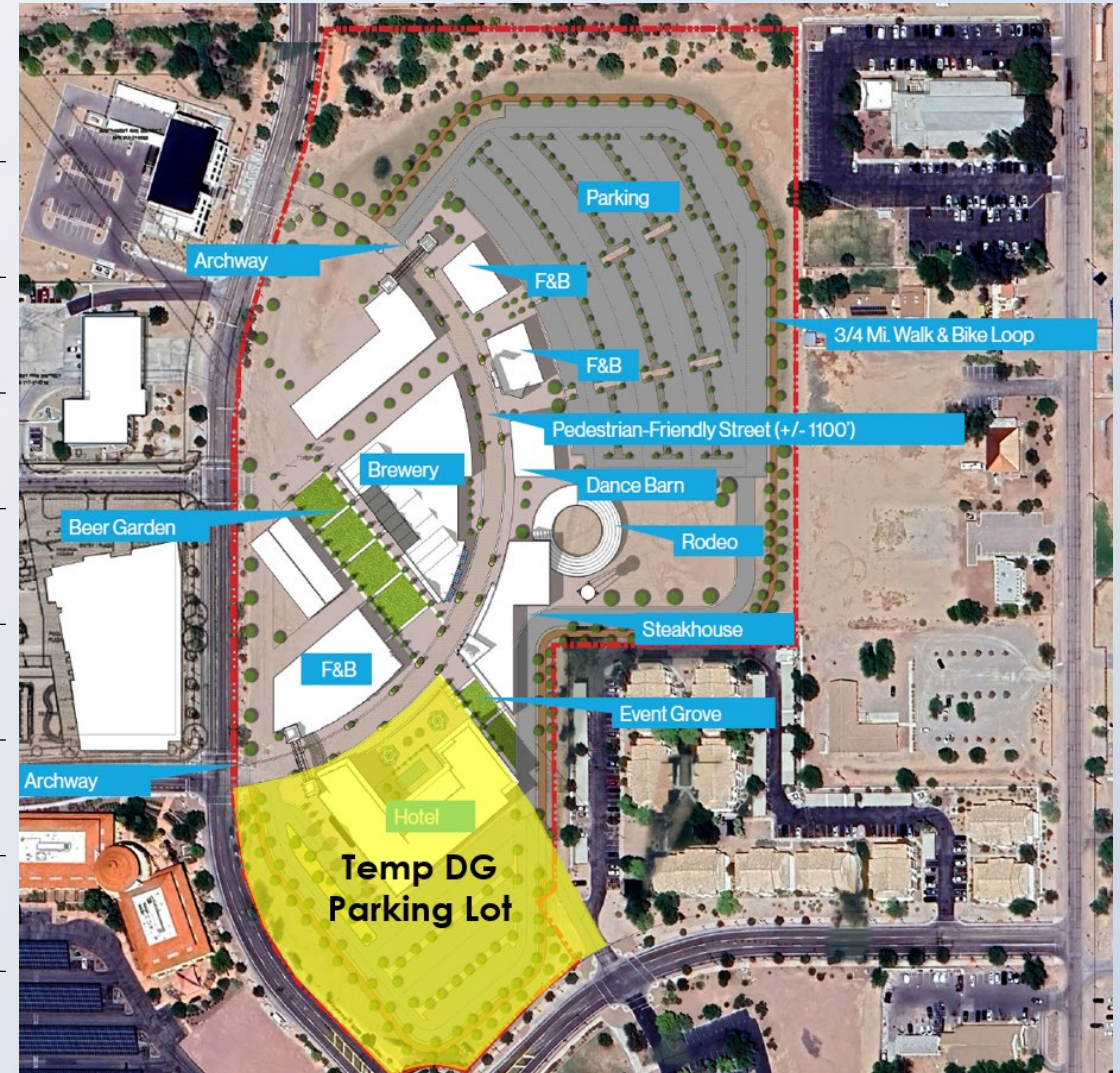 Parking
Archway
F&B
3/4 Mi. Walk & Bike Loop
F&B
Pedestrian-Friendly Street (+/- 1100')
Brewery
Dance Barn
Beer Garden
Rodeo
Steakhouse
F&B
Event Grove
Archway
Hotel
Temp DG
Parking Lot